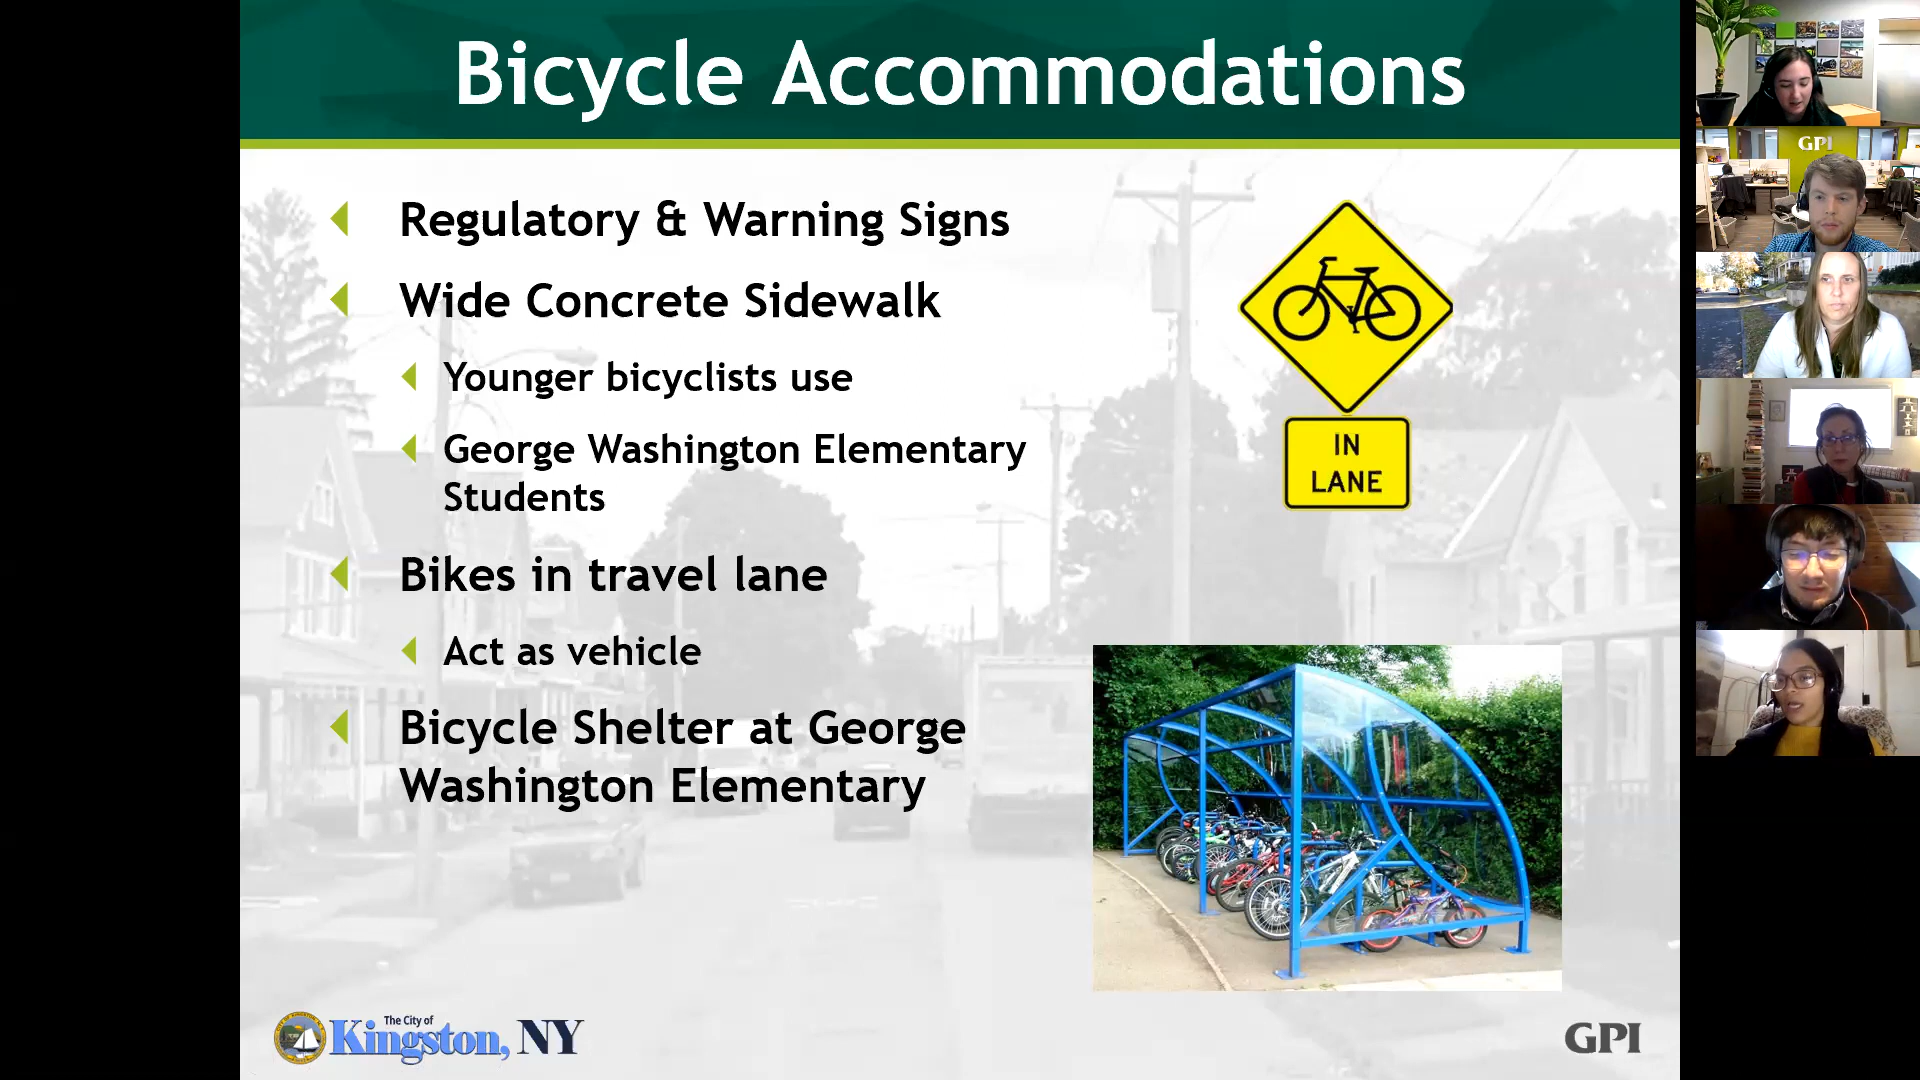 Bicycle Accommodations
Regulatory & Warning Signs
Wide Concrete Sidewalk
Younger bicyclists use
George Washington Elementary
Students
Bikes in travel lane
Act as vehicle
Bicycle Shelter at George
Washington Elementary
IN
LANE
The City of
Kingston, NY
GPI
GPI